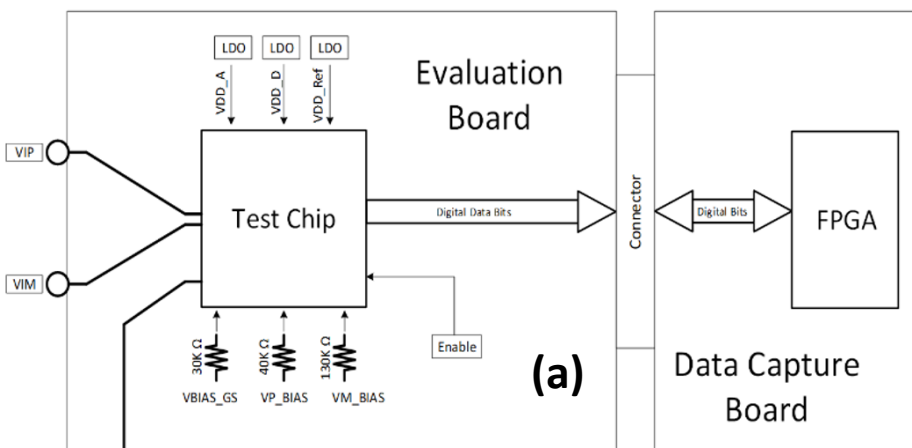 LDO LDO LDO
VDD_A
VDD_D
VDD_Ref
Evaluation
Board
VIP
Test Chip
Digital Data Bits
Connector
Digital Bits
FPGA
VIM
Enable
30K Ω
40K Ω
130K Ω
VBIAS_GS VP_BIAS VM_BIAS
(a)
Data Capture
Board